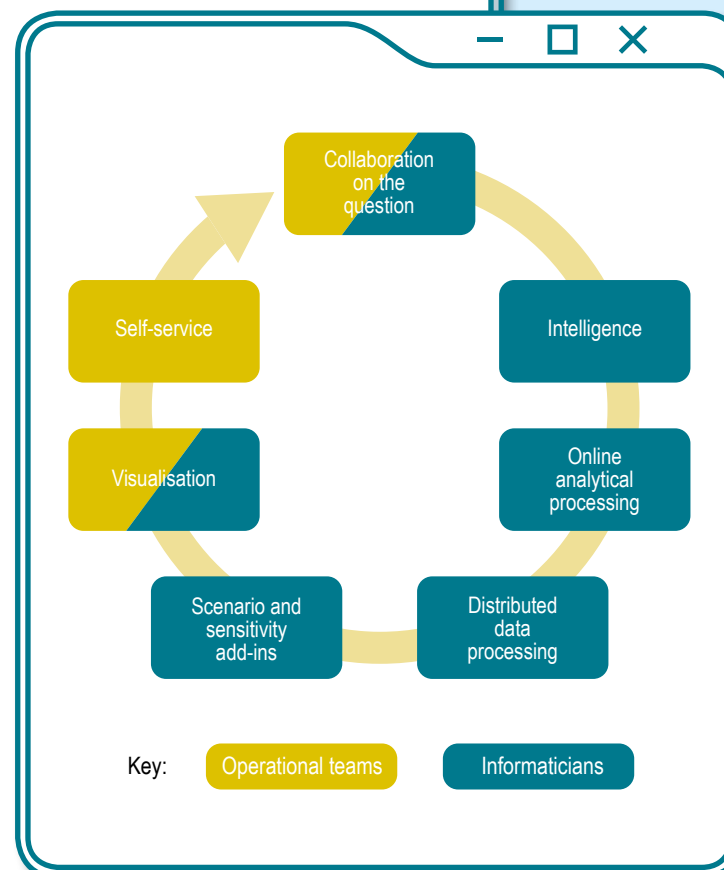 Collaboration
on the
question
Intelligence
Online
analytical
processing
Distributed
data
processing
Scenario and
sensitivity
add-ins
Visualisation
Self-service
Key:
Operational teams
Informaticians